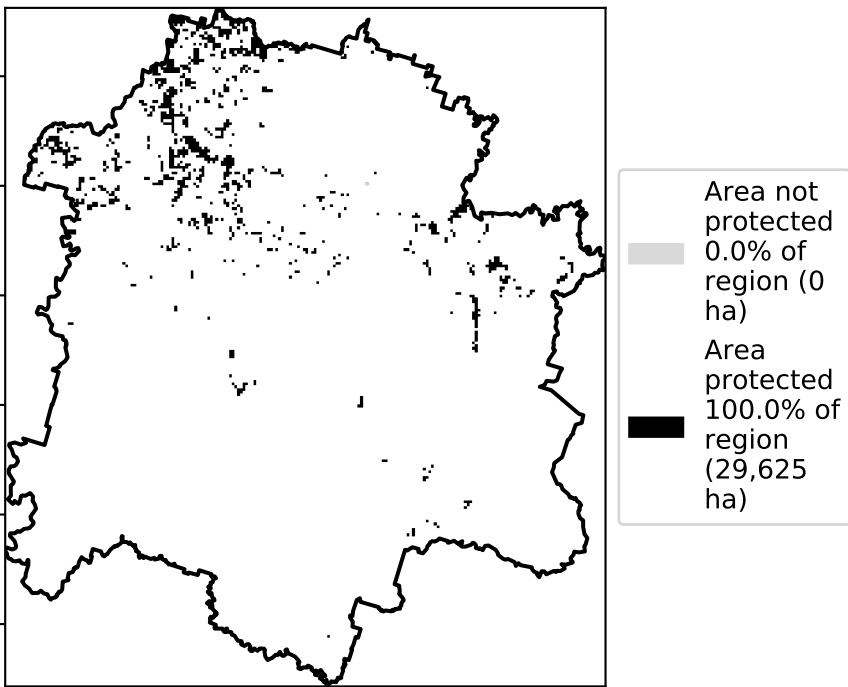 Area not
protected
0.0% of
region (0
ha)
Area
protected
100.0% of
region
(29,625
ha)